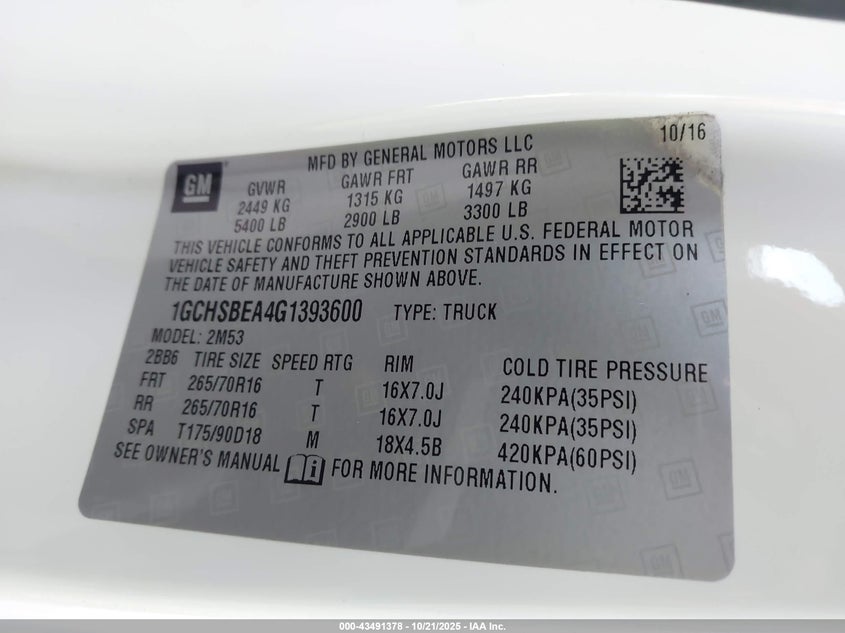 10/16
GM
MFD BY GENERAL MOTORS LLC
GVWR GAWR FRT GAWR RR
2449 KG 1315 KG 1497 KG
5400 LB 2900 LB 3300 LB
THIS VEHICLE CONFORMS TO ALL APPLICABLE U.S. FEDERAL MOTOR
VEHICLE SAFETY AND THEFT PREVENTION STANDARDS IN EFFECT ON
THE DATE OF MANUFACTURE SHOWN ABOVE.
1GCHSBEA4G1393600 TYPE: TRUCK
MODEL: 2M53
2BB6 TIRE SIZE SPEED RTG RIM COLD TIRE PRESSURE
FRT 265/70R16 T 16X7.0J 240KPA(35PSI)
RR 265/70R16 T 16X7.0J 240KPA(35PSI)
SPA T175/90D18 M 18X4.5B 420KPA(60PSI)
SEE OWNER'S MANUAL FOR MORE INFORMATION.
000-43491378 - 10/21/2025 - IAA Inc.